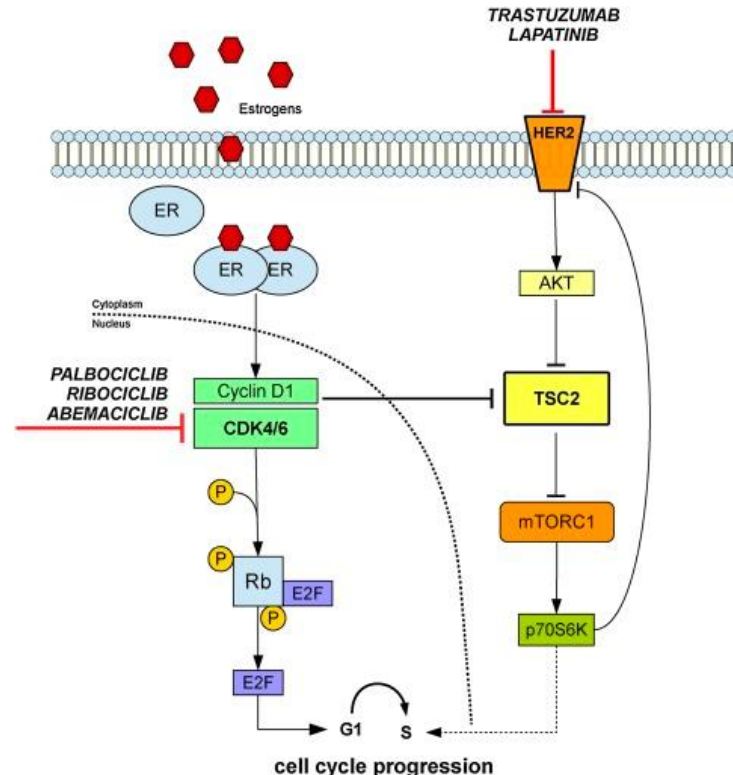 TRASTUZUMAB
LAPATINIB
Estrogens
HER2
ER
ER
ER
AKT
Cytoplasm
Nucleus
PALBOCICLIB
RIBOCICLIB
ABEMACICLIB
Cyclin D1
CDK4/6
TSC2
P
mTORC1
P
Rb
E2F
P
p70S6K
E2F
G1
S
cell cycle progression